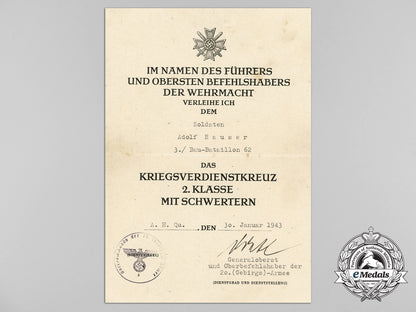 IM NAMEN DES FÜHRERS
UND OBERSTEN BEFEHLSHABERS
DER WEHRMACHT
VERLEIHE ICH
DEM
Soldaten
Adolf Hauser
3./ Bau-Bataillon 62
DAS
KRIEGSVERDIENSTKREUZ
2. KLASSE
MIT SCHWERTERN
A. H. Qu. , DEN 30. Januar 1943
Generaloberst
und Oberbefehlshaber der
20.(Gebirgs)-Armee
(DIENSTGRAD UND DIENSTSTELLUNG)
(DIENSTSIEGEL)
eMedals